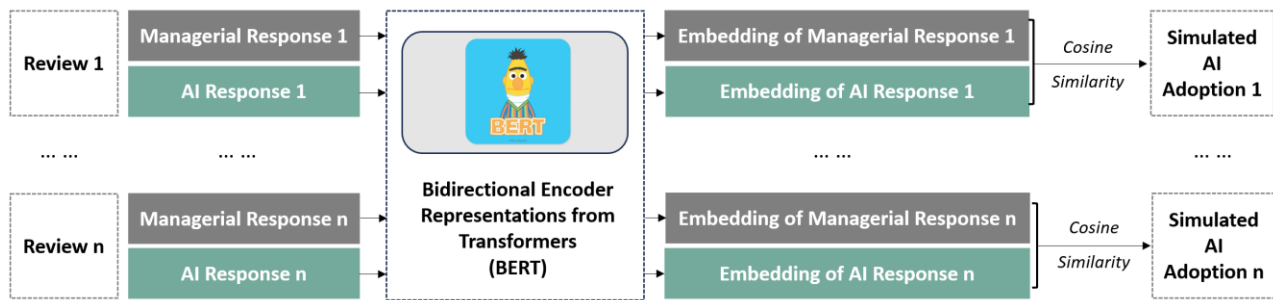 Review 1
Managerial Response 1
AI Response 1
BERT
Embedding of Managerial Response 1
Embedding of AI Response 1
Cosine
Similarity
Simulated
AI
Adoption 1
... ...
... ...
... ...
... ...
Bidirectional Encoder
Representations from
Transformers
(BERT)
Review n
Managerial Response n
AI Response n
Embedding of Managerial Response n
Embedding of AI Response n
Cosine
Similarity
Simulated
AI
Adoption n